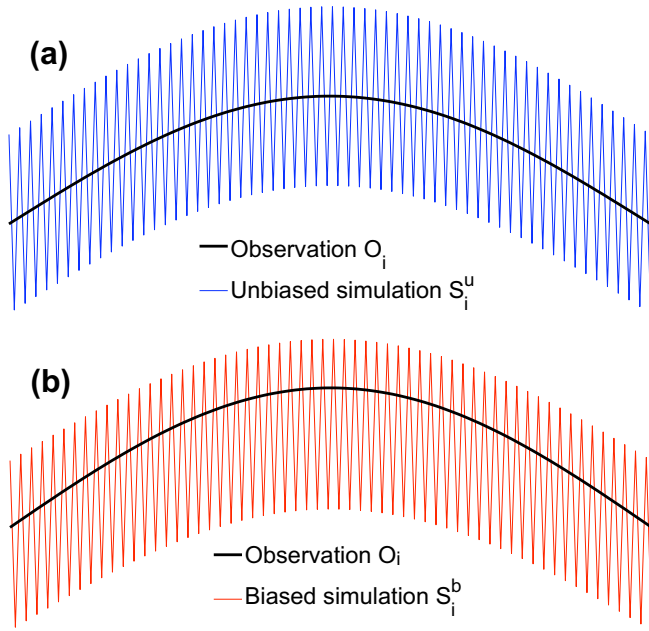 (a)
Observation O_i
Unbiased simulation S_i^u
(b)
Observation O_i
Biased simulation S_i^b